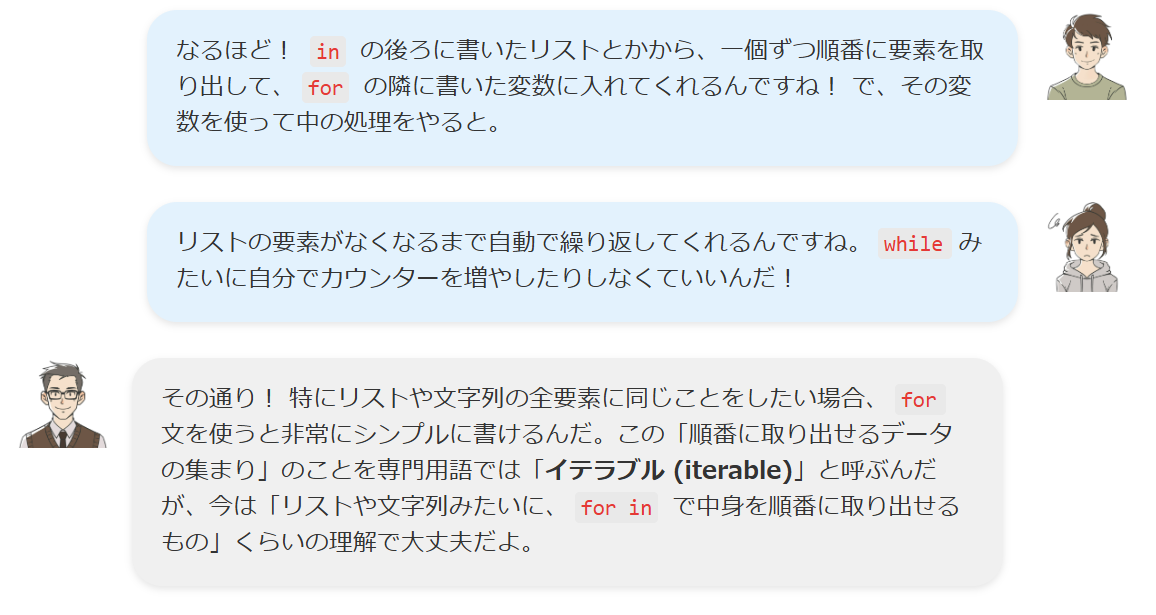 なるほど！ in の後ろに書いたリストとかから、一個ずつ順番に要素を取
り出して、 for の隣に書いた変数に入れてくれるんですね！ で、その変
数を使って中の処理をやると。
リストの要素がなくなるまで自動で繰り返してくれるんですね。 while み
たいに自分でカウンターを増やしたりしなくていいんだ！
その通り！ 特にリストや文字列の全要素に同じことをしたい場合、 for
文を使うと非常にシンプルに書けるんだ。この「順番に取り出せるデータ
の集まり」のことを専門用語では「イテラブル (iterable)」と呼ぶんだ
が、今は「リストや文字列みたいに、 for in で中身を順番に取り出せる
もの」くらいの理解で大丈夫だよ。